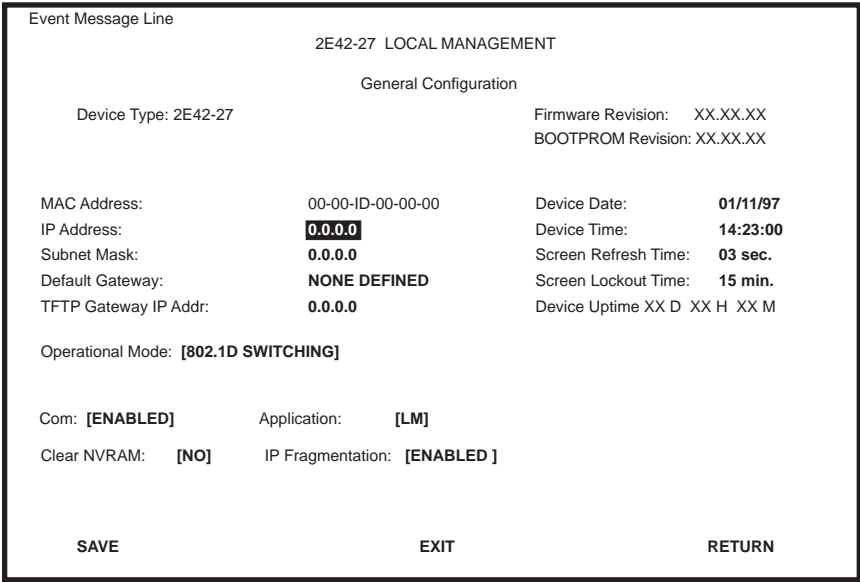 Event Message Line
2E42-27 LOCAL MANAGEMENT
General Configuration
Device Type: 2E42-27 Firmware Revision: XX.XX.XX
BOOTPROM Revision: XX.XX.XX
MAC Address: 00-00-ID-00-00-00 Device Date: 01/11/97
IP Address: 0.0.0.0 Device Time: 14:23:00
Subnet Mask: 0.0.0.0 Screen Refresh Time: 03 sec.
Default Gateway: NONE DEFINED Screen Lockout Time: 15 min.
TFTP Gateway IP Addr: 0.0.0.0 Device Uptime XX D XX H XX M
Operational Mode: [802.1D SWITCHING]
Com: [ENABLED] Application: [LM]
Clear NVRAM: [NO] IP Fragmentation: [ENABLED ]
SAVE EXIT RETURN